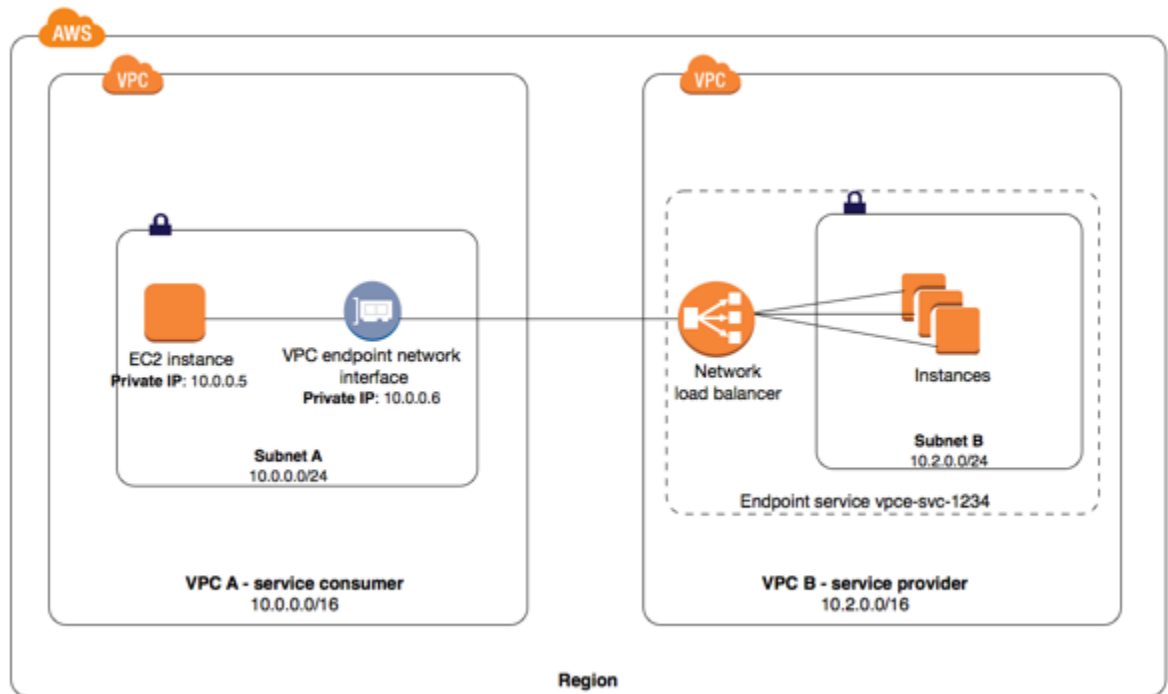 AWS
VPC
VPC
EC2 instance
Private IP: 10.0.0.5
VPC endpoint network
interface
Private IP: 10.0.0.6
Subnet A
10.0.0.0/24
VPC A - service consumer
10.0.0.0/16
Network
load balancer
Instances
Subnet B
10.2.0.0/24
Endpoint service vpce-svc-1234
VPC B - service provider
10.2.0.0/16
Region